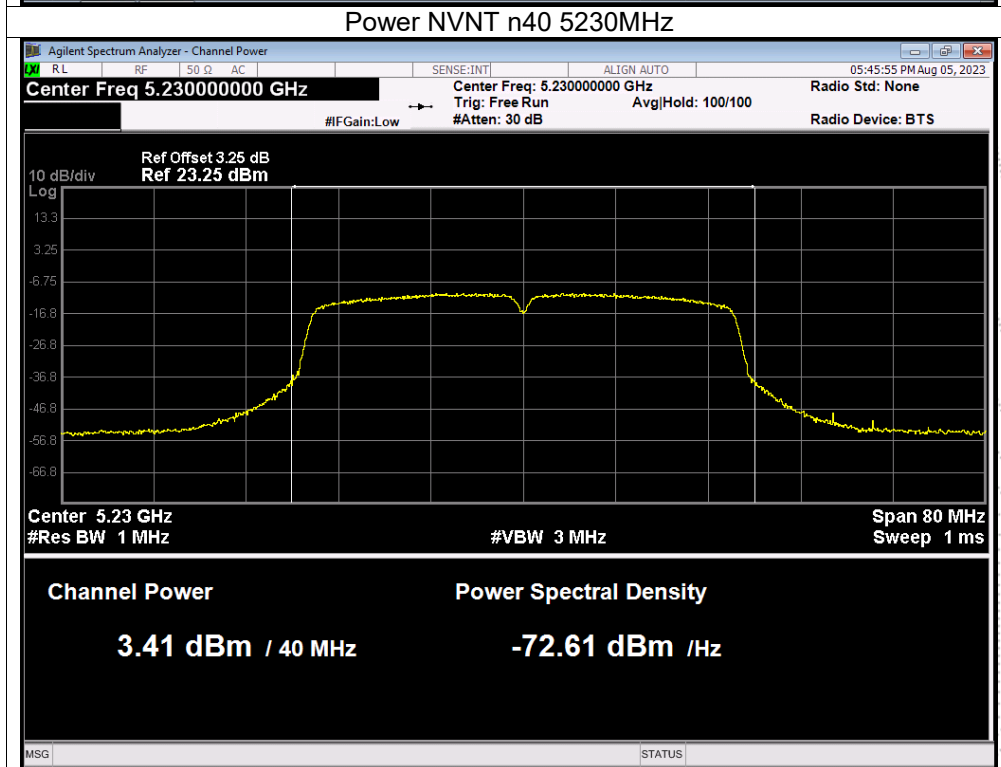 Power NVNT n40 5230MHz
Agilent Spectrum Analyzer - Channel Power
LXI RL RF 50 Ω AC SENSE:INT ALIGN AUTO 05:45:55 PM Aug 05, 2023
Center Freq 5.230000000 GHz Center Freq: 5.230000000 GHz Radio Std: None
Trig: Free Run Avg|Hold: 100/100
#IFGain:Low #Atten: 30 dB Radio Device: BTS
Ref Offset 3.25 dB
10 dB/div Ref 23.25 dBm
Log
13.3
3.25
-6.75
-16.8
-26.8
-36.8
-46.8
-56.8
-66.8
Center 5.23 GHz Span 80 MHz
#Res BW 1 MHz #VBW 3 MHz Sweep 1 ms
Channel Power Power Spectral Density
3.41 dBm / 40 MHz -72.61 dBm /Hz
MSG STATUS